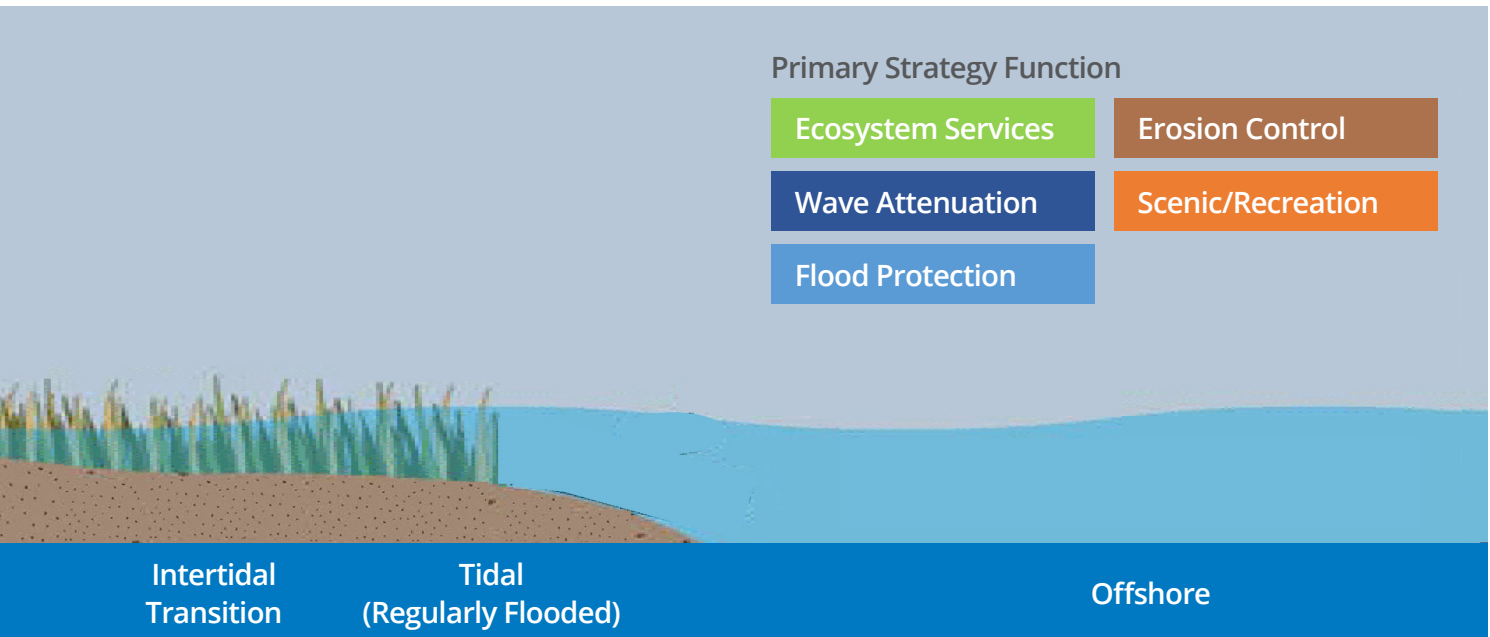 Primary Strategy Function
Ecosystem Services
Erosion Control
Wave Attenuation
Scenic/Recreation
Flood Protection
Intertidal
Transition
Tidal
(Regularly Flooded)
Offshore